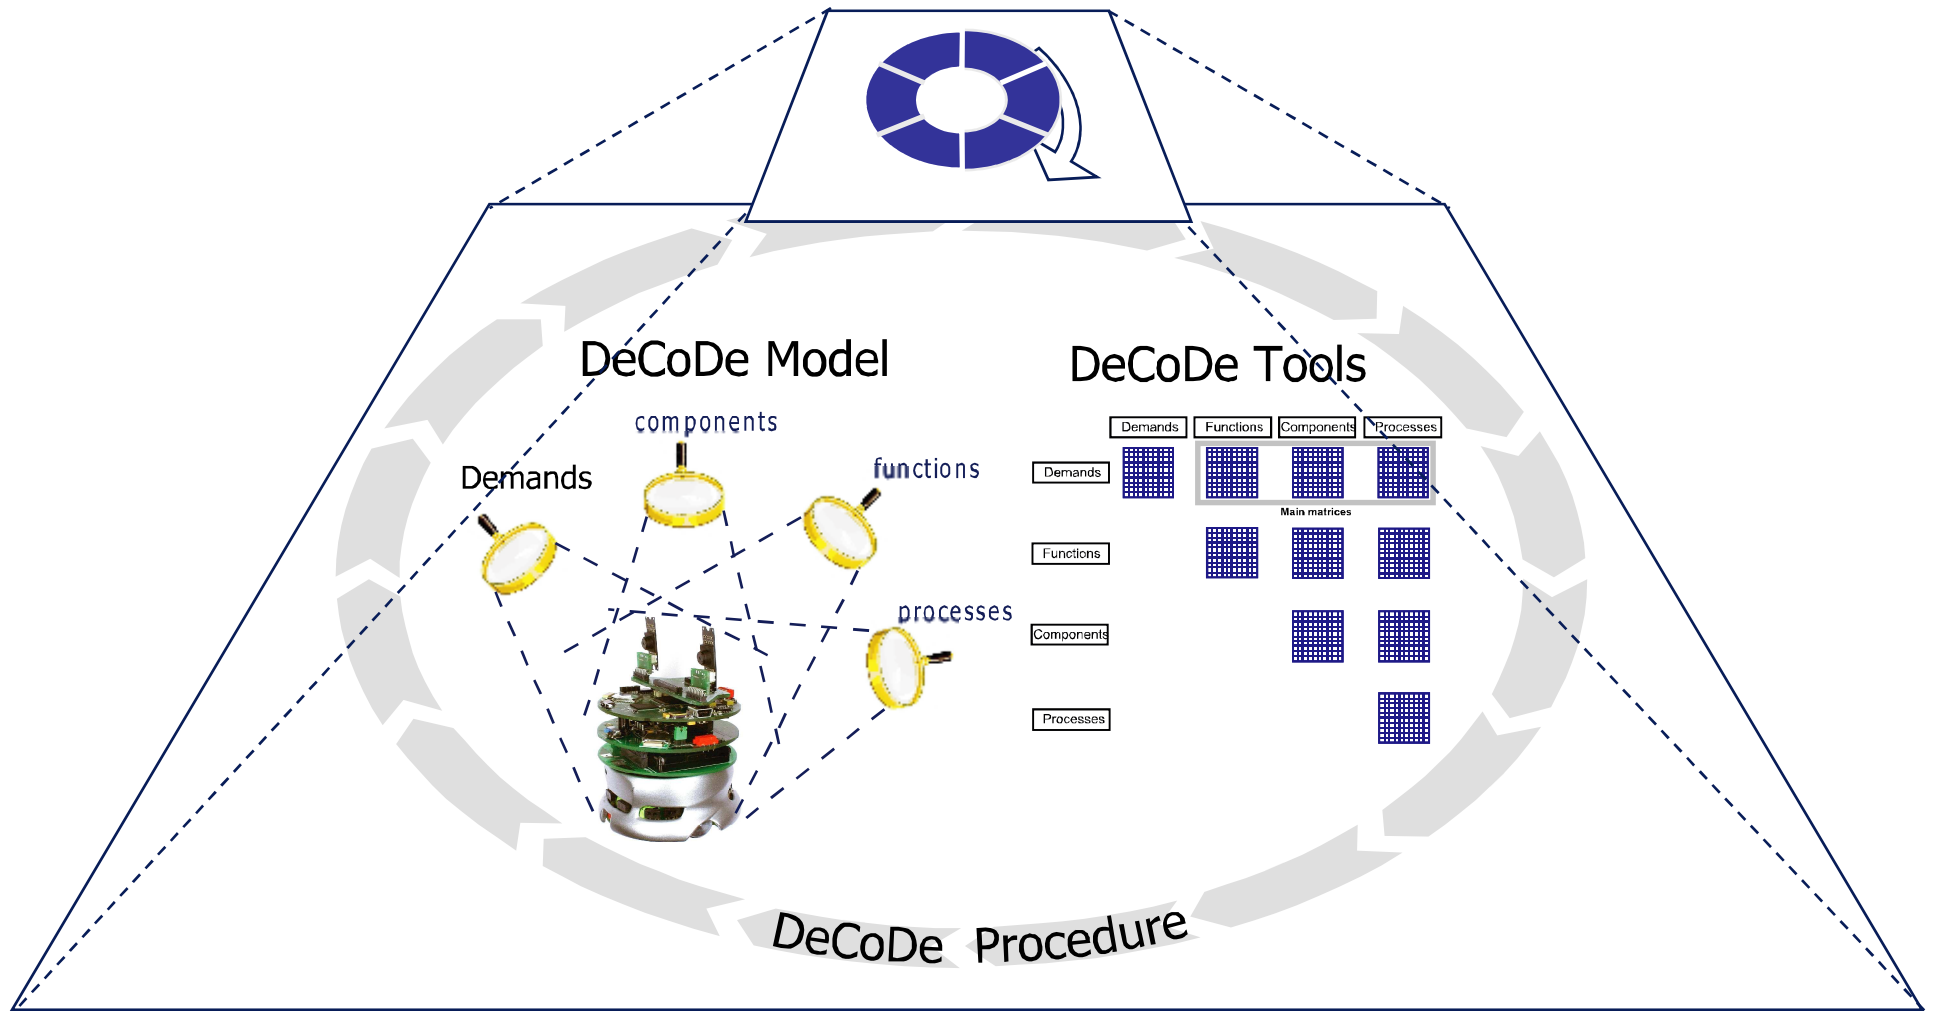 DeCoDe Model
DeCoDe Tools
components
Demands
functions
processes
Demands Functions Components Processes
Demands
Main matrices
Functions
Components
Processes
DeCoDe Procedure